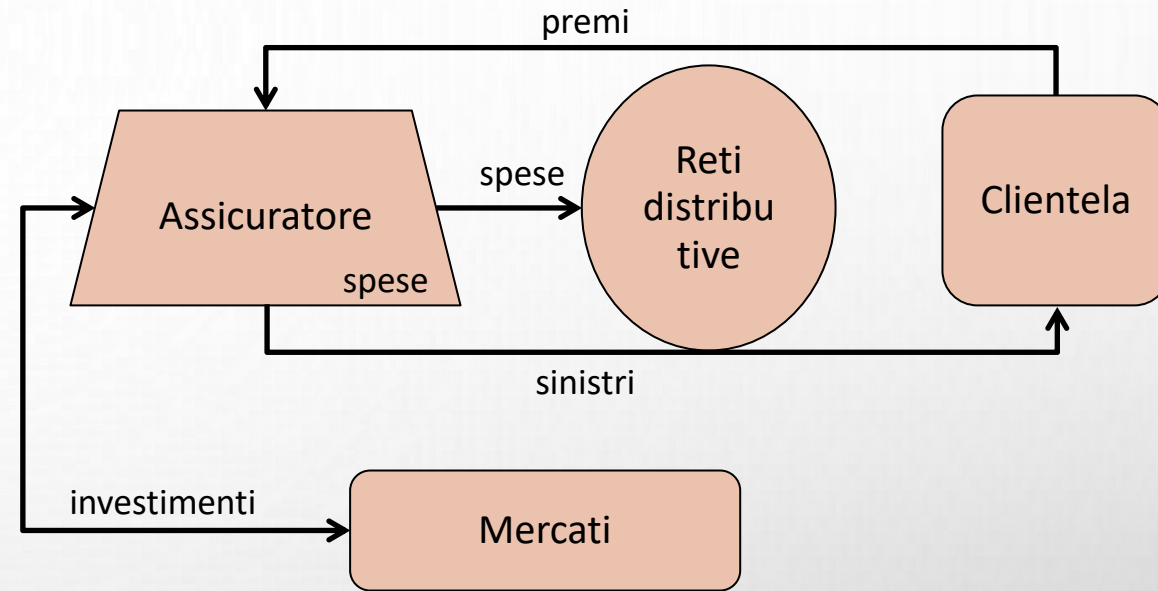 premi
Assicuratore
spese
spese
Reti
distribu
tive
Clientela
sinistri
investimenti
Mercati